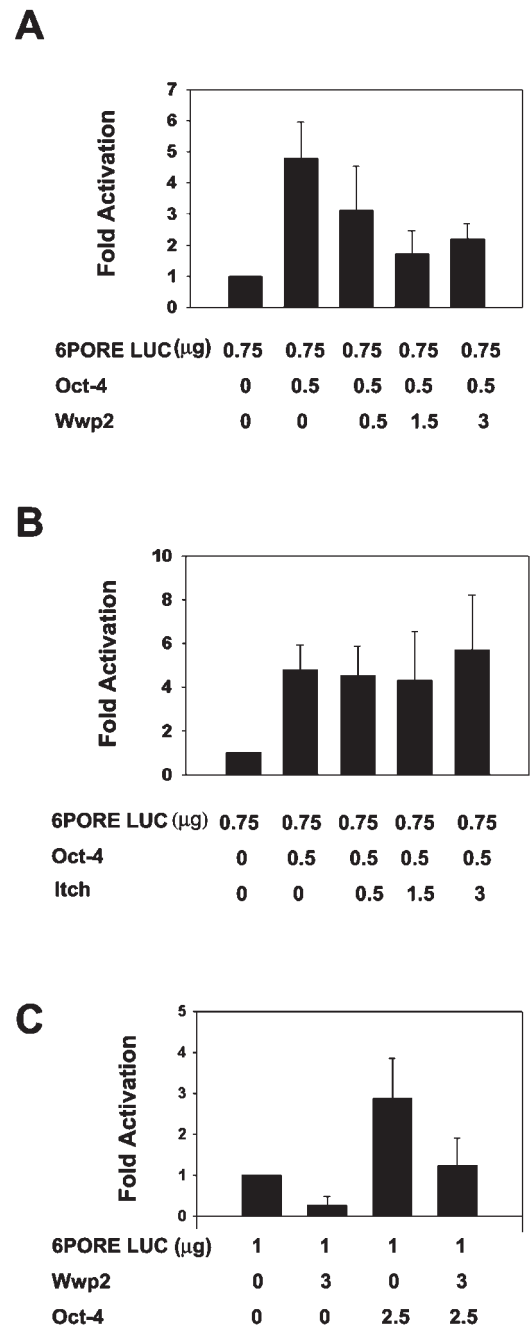 A
7
6
5
4
3
2
1
0
Fold Activation
6PORE LUC (μg) 0.75 0.75 0.75 0.75 0.75
Oct-4 0 0.5 0.5 0.5 0.5
Wwp2 0 0 0.5 1.5 3
B
10
8
6
4
2
0
Fold Activation
6PORE LUC (μg) 0.75 0.75 0.75 0.75 0.75
Oct-4 0 0.5 0.5 0.5 0.5
Itch 0 0 0.5 1.5 3
C
5
4
3
2
1
0
Fold Activation
6PORE LUC (μg) 1 1 1 1
Wwp2 0 3 0 3
Oct-4 0 0 2.5 2.5